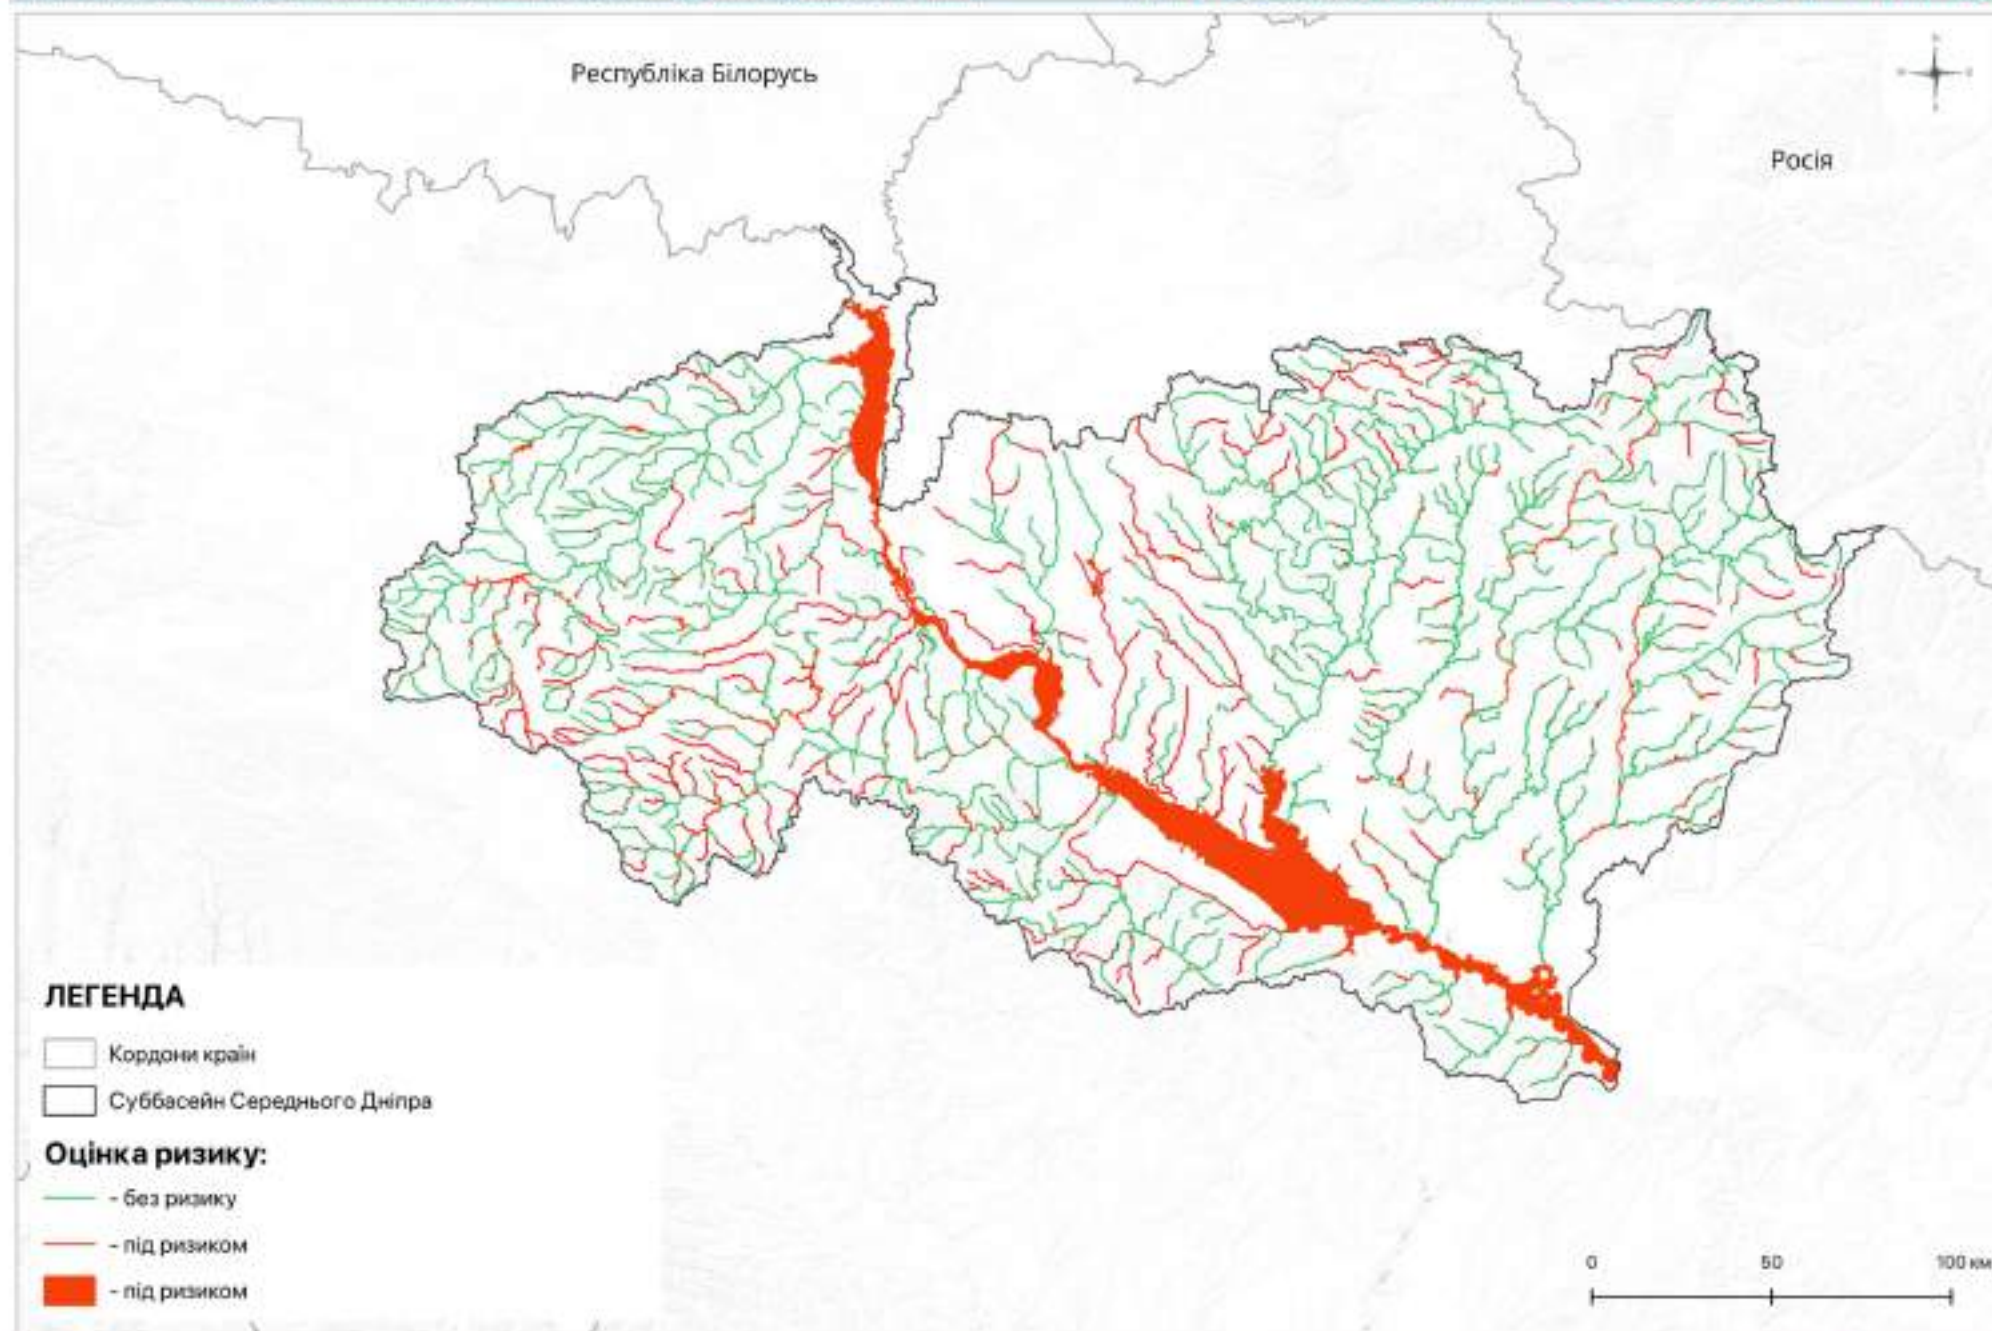 Республіка Білорусь
Росія
ЛЕГЕНДА
Кордони країн
Суббасейн Середнього Дніпра
Оцінка ризику:
- без ризику
- під ризиком
- під ризиком
0 50 100 км